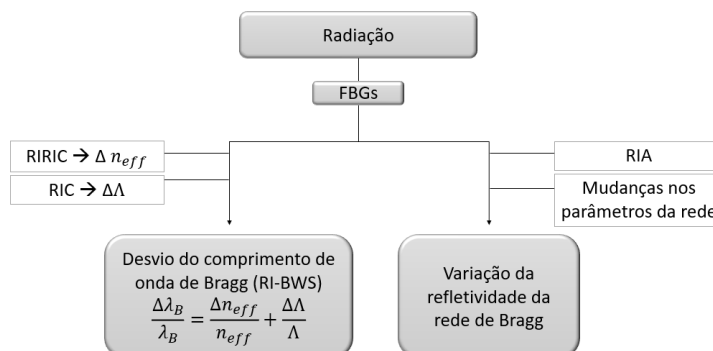 Radiação
FBGs
RIRIC → Δ n_eff
RIC → ΔΛ
RIA
Mudanças nos
parâmetros da rede
Desvio do comprimento de
onda de Bragg (RI-BWS)
Δλ_B/λ_B = Δn_eff/n_eff + ΔΛ/Λ
Variação da
refletividade da
rede de Bragg